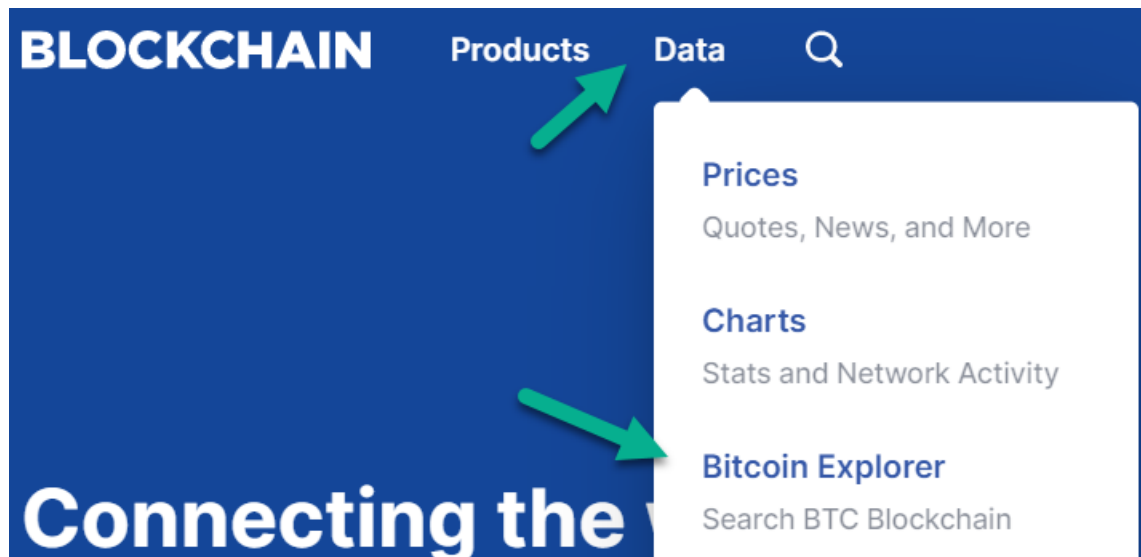 BLOCKCHAIN Products Data
Prices
Quotes, News, and More
Charts
Stats and Network Activity
Bitcoin Explorer
Search BTC Blockchain
Connecting the